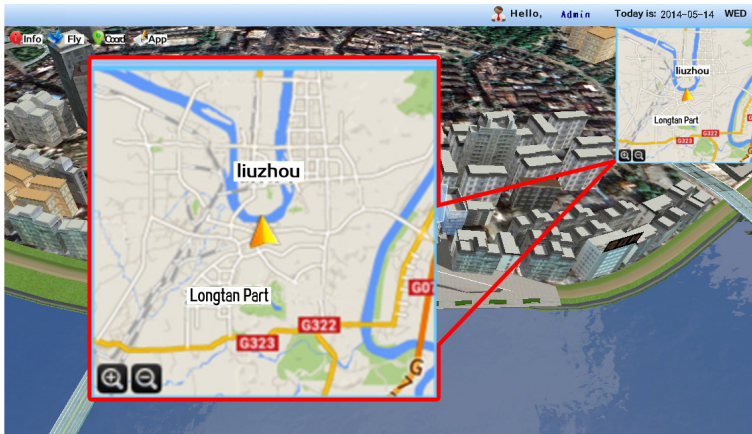 Hello, Admin Today is: 2014-05-14 WED
Info Fly Coord App
liuzhou
Longtan Part
G322
G323
G
liuzhou
Longtan Part
G322
G323
G